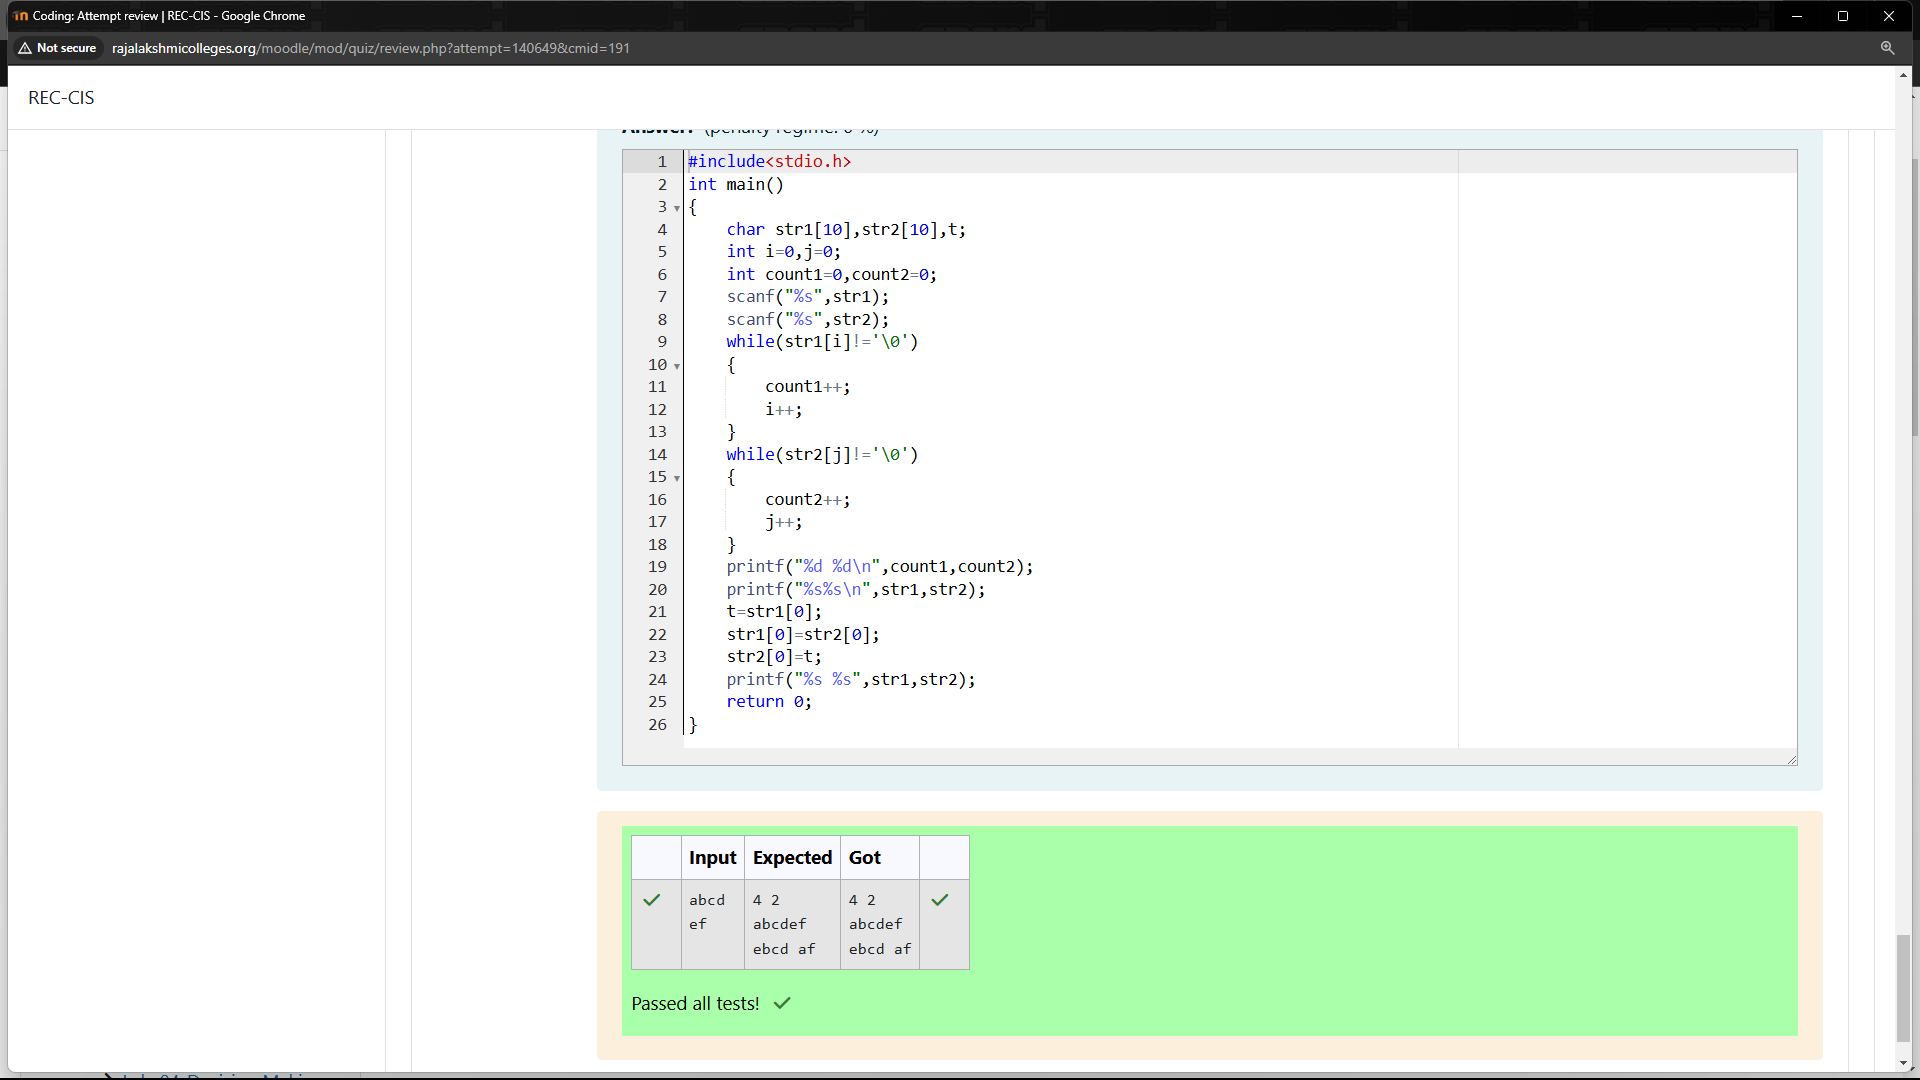 Coding: Attempt review | REC-CIS - Google Chrome
Not secure rajalakshmicolleges.org/moodle/mod/quiz/review.php?attempt=140649&cmid=191
REC-CIS
Answer: (penalty regime: 0 %)
1 #include<stdio.h>
2 int main()
3 {
4     char str1[10],str2[10],t;
5     int i=0,j=0;
6     int count1=0,count2=0;
7     scanf("%s",str1);
8     scanf("%s",str2);
9     while(str1[i]!='\0')
10     {
11         count1++;
12         i++;
13     }
14     while(str2[j]!='\0')
15     {
16         count2++;
17         j++;
18     }
19     printf("%d %d\n",count1,count2);
20     printf("%s%s\n",str1,str2);
21     t=str1[0];
22     str1[0]=str2[0];
23     str2[0]=t;
24     printf("%s %s",str1,str2);
25     return 0;
26 }
Input Expected Got
abcd 4 2 4 2
ef abcdef abcdef
ebcd af ebcd af
Passed all tests!